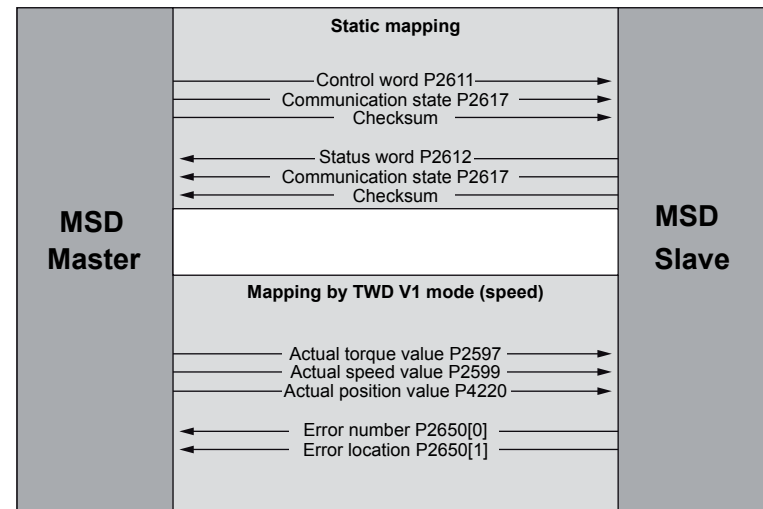 Static mapping
Control word P2611
Communication state P2617
Checksum
Status word P2612
Communication state P2617
Checksum
MSD
Master
MSD
Slave
Mapping by TWD V1 mode (speed)
Actual torque value P2597
Actual speed value P2599
Actual position value P4220
Error number P2650[0]
Error location P2650[1]